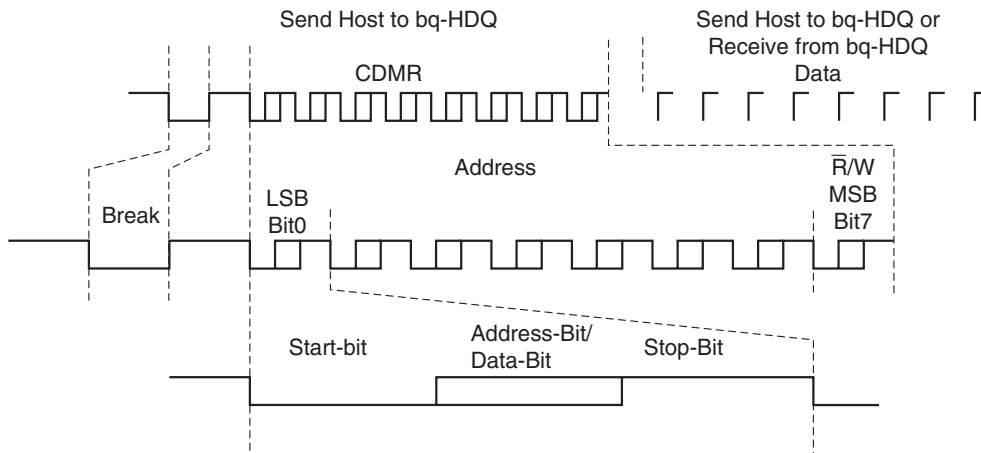 Send Host to bq-HDQ
Send Host to bq-HDQ or
Receive from bq-HDQ
CDMR
Data
Address
R̅/W
MSB
Bit7
LSB
Bit0
Break
Start-bit
Address-Bit/
Data-Bit
Stop-Bit